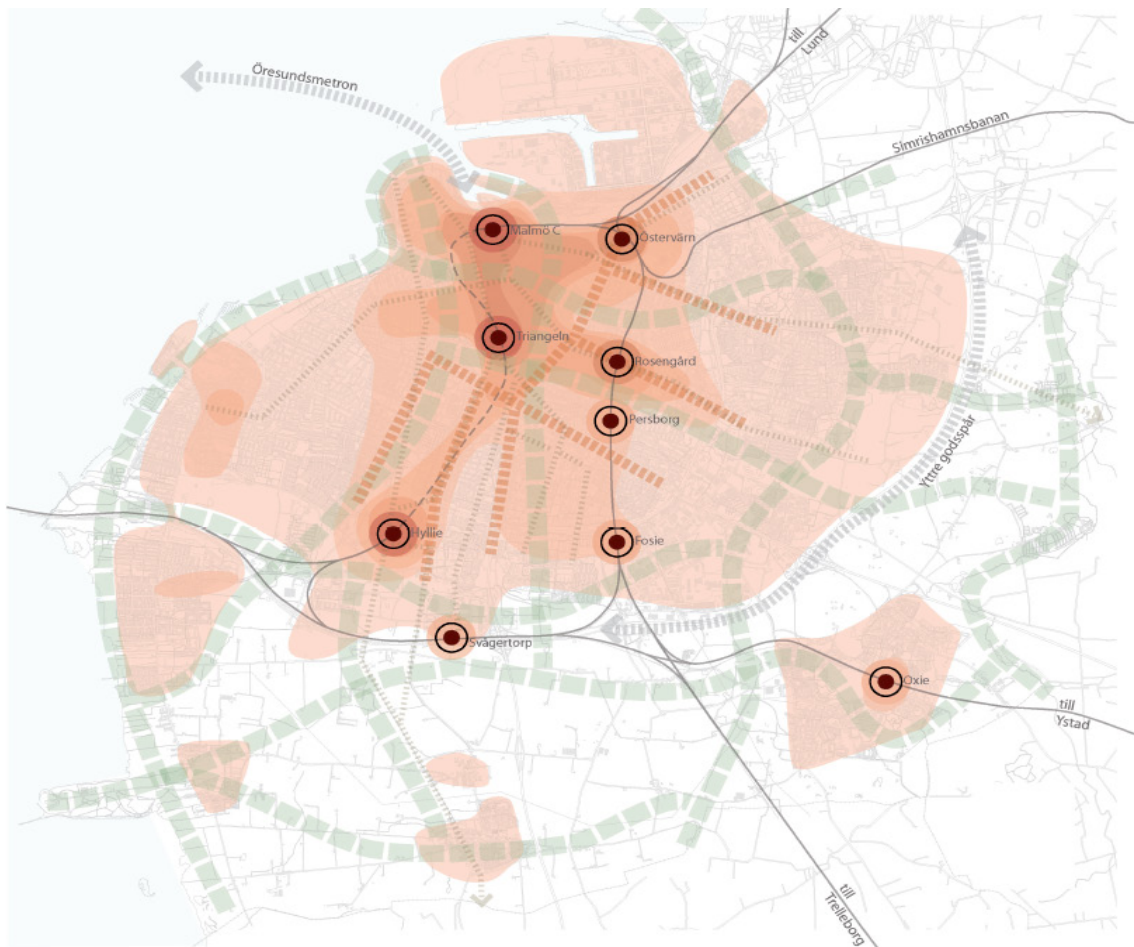 till
Lund
Öresundsmetron
Simrishamnsbanan
Malmö C
Östervärn
Triangeln
Rosengård
Persborg
Yttre godsspår
Hyllie
Fosie
Svågertorp
Oxie
till
Ystad
till
Trelleborg